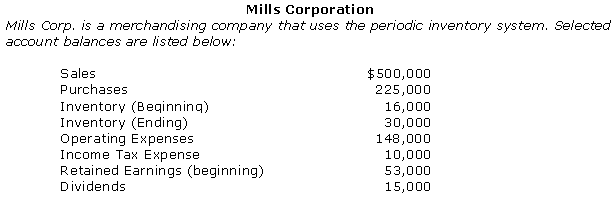 Mills Corporation
Mills Corp. is a merchandising company that uses the periodic inventory system. Selected
account balances are listed below:
Sales $500,000
Purchases 225,000
Inventory (Beginning) 16,000
Inventory (Ending) 30,000
Operating Expenses 148,000
Income Tax Expense 10,000
Retained Earnings (beginning) 53,000
Dividends 15,000